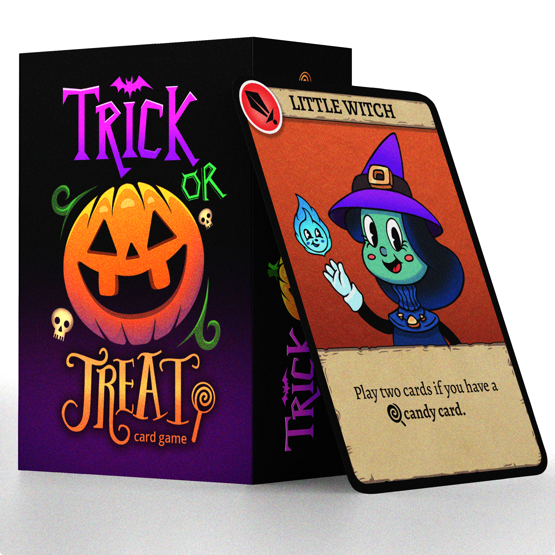 TRICK
OR
TREAT
card game
TRICK
LITTLE WITCH
Play two cards if you have a
candy card.